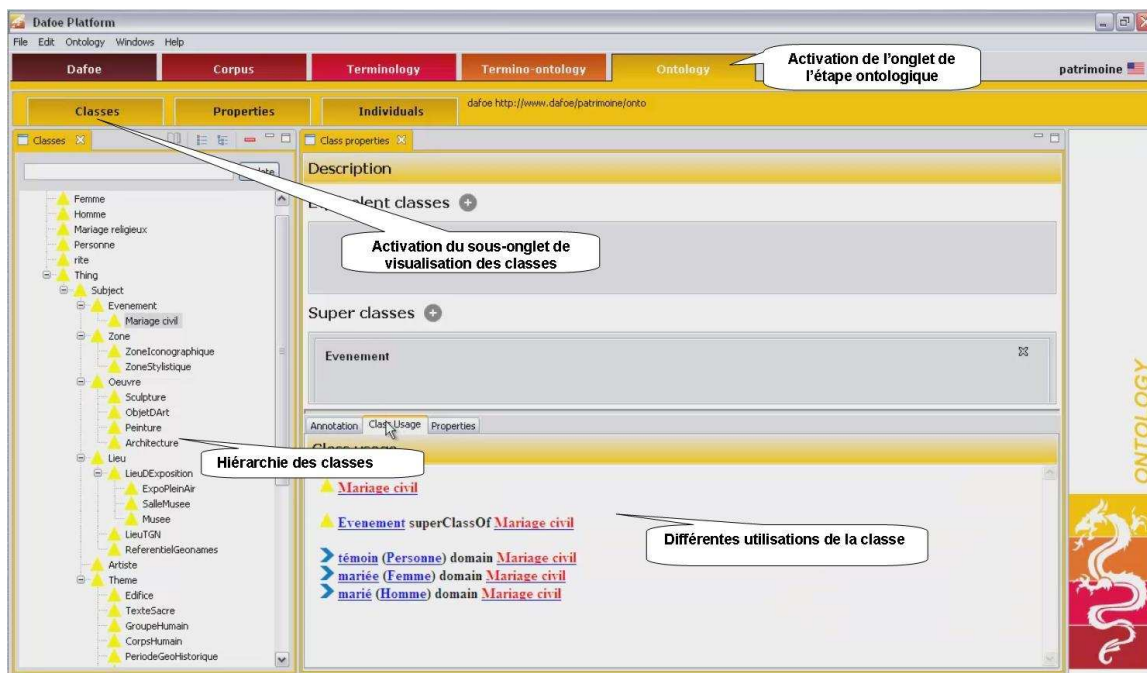 Dafoe Platform
File Edit Ontology Windows Help
Dafoe Corpus Terminology Termino-ontology Ontology
Activation de l'onglet de
l'étape ontologique
patrimoine
Classes Properties Individuals
dafoe http://www.dafoe/patrimoine/onto
Classes
Class properties
Description
classes
Activation du sous-onglet de
visualisation des classes
Super classes
Evenement
Femme
Homme
Mariage religieux
Personne
rite
Thing
Subject
Evenement
Mariage civil
Zone
ZoneIconographique
ZoneStylistique
Oeuvre
Sculpture
ObjetDArt
Peinture
Architecture
Lieu
LieuDExposition
ExpoPleinAir
SalleMusee
Musee
LieuTGN
ReferentielGeonames
Artiste
Theme
Edifice
TexteSacre
GroupeHumain
CorpsHumain
PeriodeGeoHistorique
Hiérarchie des classes
Annotation Class Usage Properties
Mariage civil
Evenement superClassOf Mariage civil
témoin (Personne) domain Mariage civil
mariée (Femme) domain Mariage civil
marié (Homme) domain Mariage civil
Différentes utilisations de la classe
ONTOLOGY